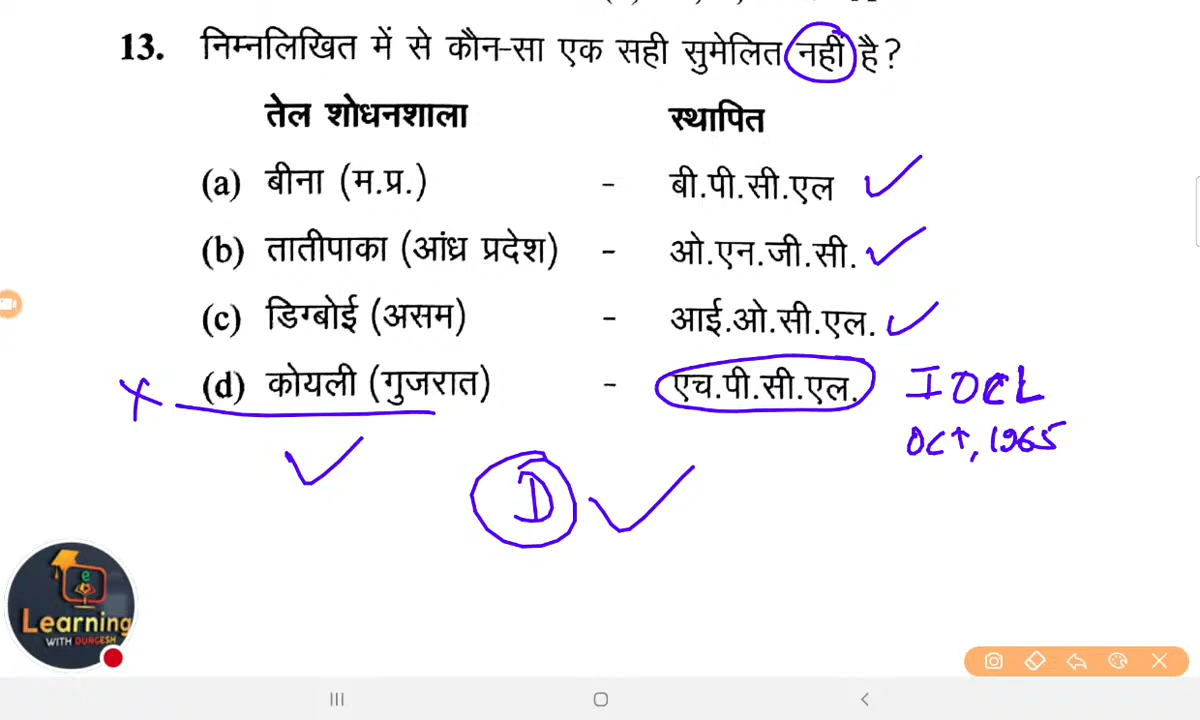 13. निम्नलिखित में से कौन-सा एक सही सुमेलित नहीं है?
तेल शोधनशाला स्थापित
(a) बीना (म.प्र.) - बी.पी.सी.एल
(b) तातीपाका (आंध्र प्रदेश) - ओ.एन.जी.सी.
(c) डिग्बोई (असम) - आई.ओ.सी.एल.
(d) कोयली (गुजरात) - एच.पी.सी.एल. IOCL
OCT, 1965
D
e
Learning
WITH DURGESH